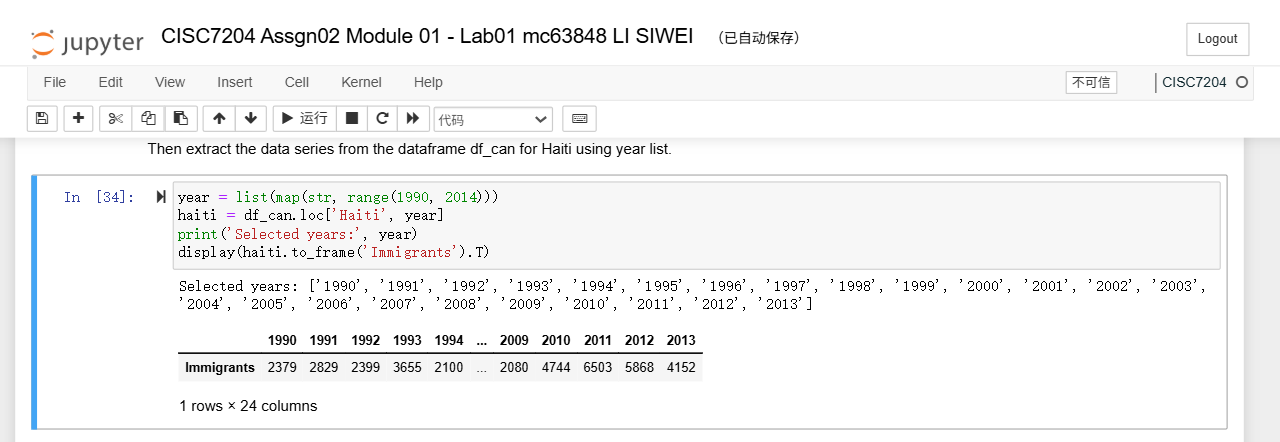 jupyter CISC7204 Assgn02 Module 01 - Lab01 mc63848 LI SIWEI （已自动保存） Logout
File Edit View Insert Cell Kernel Help 不可信 CISC7204
运行 代码
Then extract the data series from the dataframe df_can for Haiti using year list.
In [34]: year = list(map(str, range(1990, 2014)))
haiti = df_can.loc['Haiti', year]
print('Selected years:', year)
display(haiti.to_frame('Immigrants').T)
Selected years: ['1990', '1991', '1992', '1993', '1994', '1995', '1996', '1997', '1998', '1999', '2000', '2001', '2002', '2003',
'2004', '2005', '2006', '2007', '2008', '2009', '2010', '2011', '2012', '2013']
1990 1991 1992 1993 1994 ... 2009 2010 2011 2012 2013
Immigrants 2379 2829 2399 3655 2100 ... 2080 4744 6503 5868 4152
1 rows × 24 columns